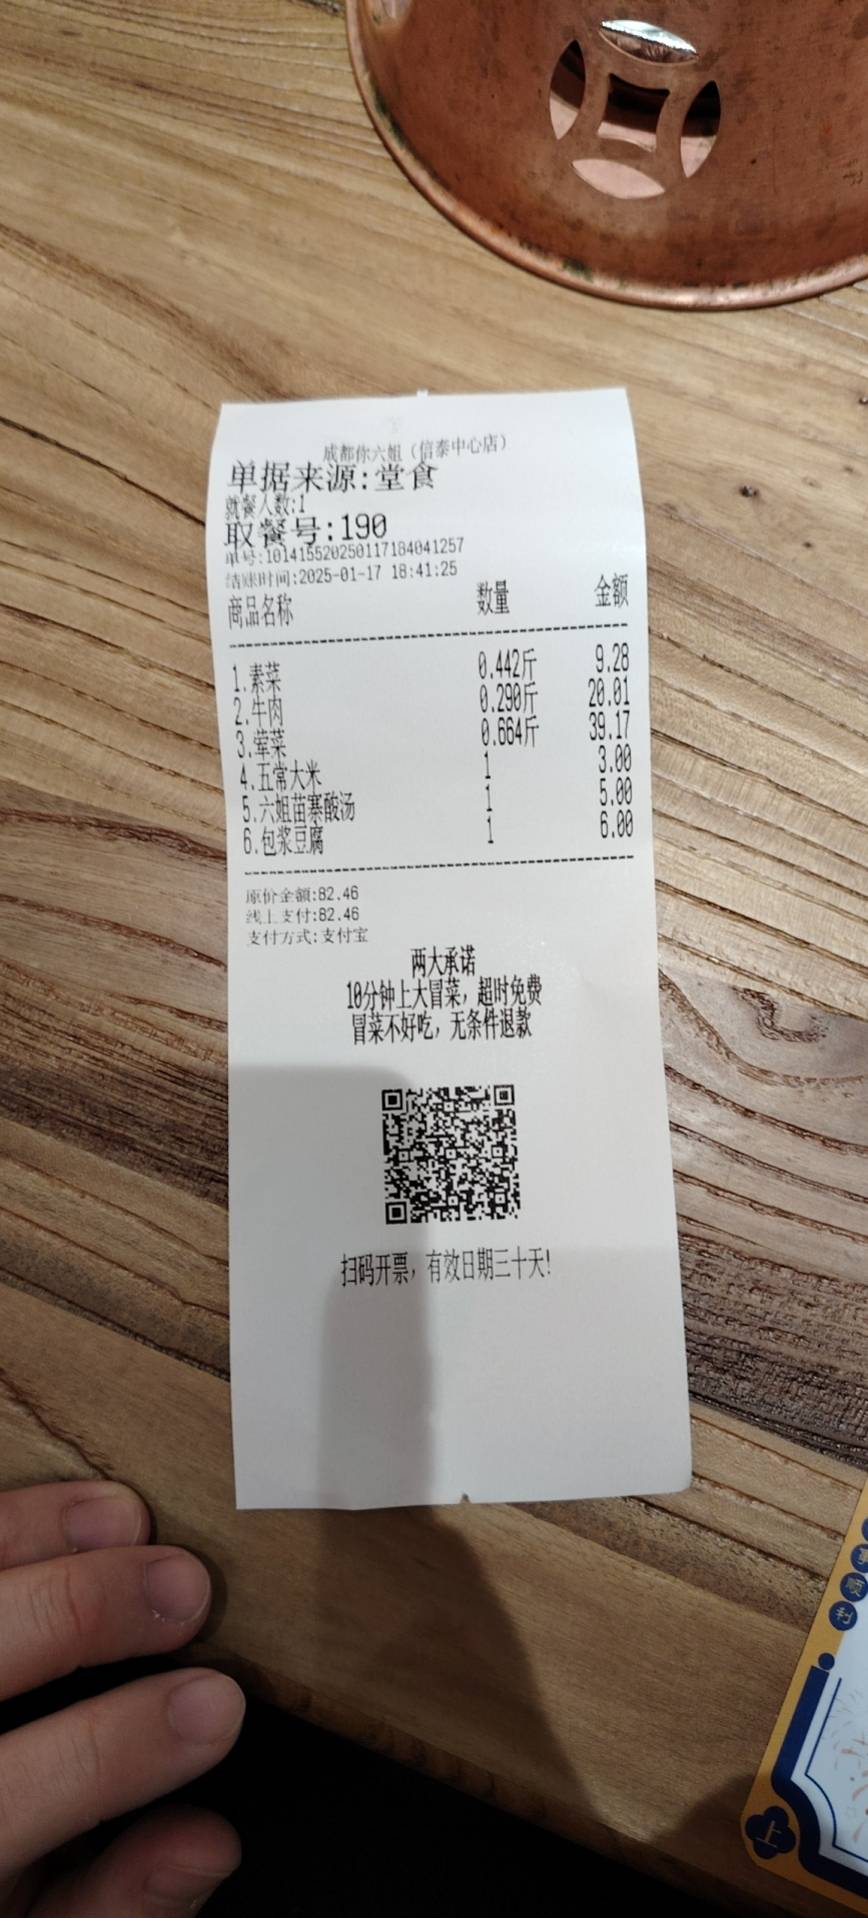 成都你六姐（信泰中心店）
单据来源:堂食
就餐人数:1
取餐号:190
单号:10141552025011718404​1257
结账时间:2025-01-17 18:41:25
商品名称 数量 金额
1.素菜 0.442斤 9.28
2.牛肉 0.290斤 20.01
3.荤菜 0.664斤 39.17
4.五常大米 1 3.00
5.六姐苗寨酸汤 1 5.00
6.包浆豆腐 1 6.00
原价金额:82.46
线上支付:82.46
支付方式:支付宝
两大承诺
10分钟上大冒菜，超时免费
冒菜不好吃，无条件退款
扫码开票，有效日期三十天!
顺
利
上